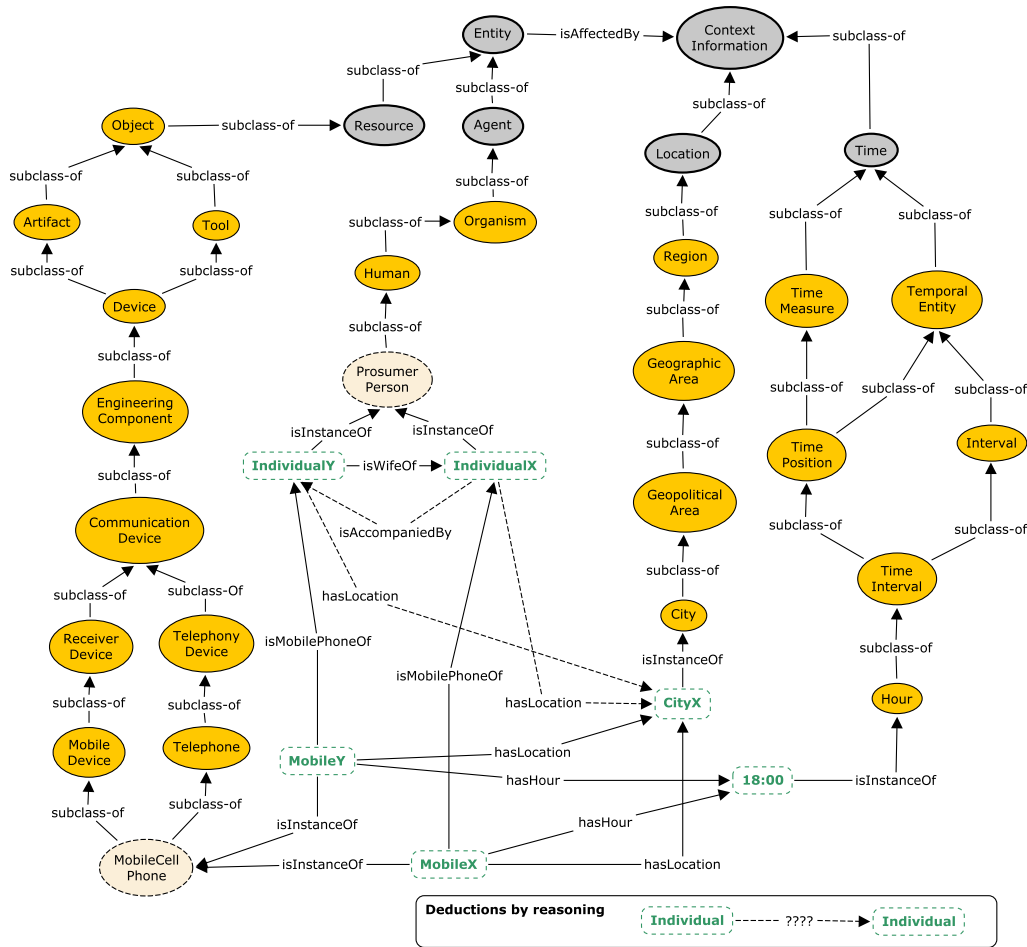 Entity
isAffectedBy
Context
Information
subclass-of
subclass-of
subclass-of
subclass-of
subclass-of
Object
subclass-of
Resource
Agent
Location
Time
subclass-of
subclass-of
subclass-of
Artifact
Tool
subclass-of
Organism
subclass-of
subclass-of
subclass-of
subclass-of
subclass-of
Human
Region
Device
Time
Measure
Temporal
Entity
subclass-of
subclass-of
subclass-of
Prosumer
Person
Geographic
Area
subclass-of
subclass-of
subclass-of
Engineering
Component
isInstanceOf
isInstanceOf
subclass-of
Time
Position
Interval
IndividualY
isWifeOf
IndividualX
subclass-of
Geopolitical
Area
Communication
Device
isAccompaniedBy
subclass-of
subclass-of
subclass-of
subclass-of
hasLocation
subclass-of
Time
Interval
City
Receiver
Device
Telephony
Device
isMobilePhoneOf
isInstanceOf
subclass-of
isMobilePhoneOf
subclass-of
subclass-of
hasLocation
CityX
Hour
Mobile
Device
Telephone
MobileY
hasLocation
hasHour
18:00
isInstanceOf
subclass-of
subclass-of
isInstanceOf
hasHour
MobileCell
Phone
isInstanceOf
MobileX
hasLocation
Deductions by reasoning
Individual
????
Individual